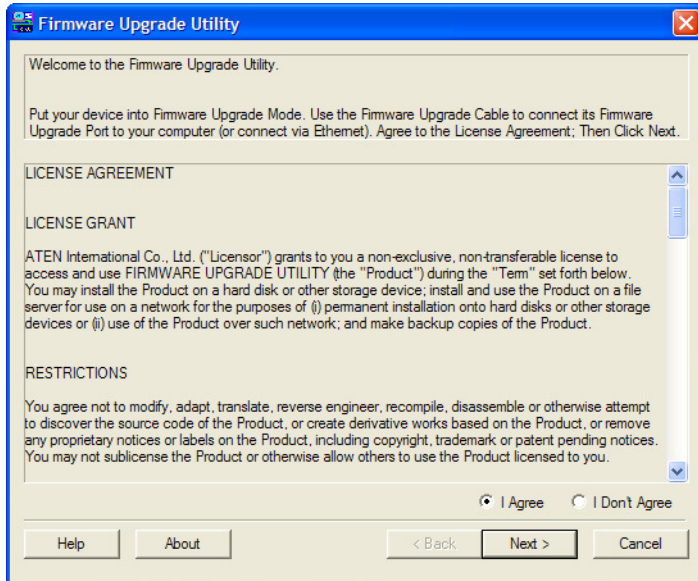 Firmware Upgrade Utility
Welcome to the Firmware Upgrade Utility.
Put your device into Firmware Upgrade Mode. Use the Firmware Upgrade Cable to connect its Firmware
Upgrade Port to your computer (or connect via Ethernet). Agree to the License Agreement; Then Click Next.
LICENSE AGREEMENT
LICENSE GRANT
ATEN International Co., Ltd. ("Licensor") grants to you a non-exclusive, non-transferable license to
access and use FIRMWARE UPGRADE UTILITY (the "Product") during the "Term" set forth below.
You may install the Product on a hard disk or other storage device; install and use the Product on a file
server for use on a network for the purposes of (i) permanent installation onto hard disks or other storage
devices or (ii) use of the Product over such network; and make backup copies of the Product.
RESTRICTIONS
You agree not to modify, adapt, translate, reverse engineer, recompile, disassemble or otherwise attempt
to discover the source code of the Product, or create derivative works based on the Product, or remove
any proprietary notices or labels on the Product, including copyright, trademark or patent pending notices.
You may not sublicense the Product or otherwise allow others to use the Product licensed to you.
I Agree I Don't Agree
Help About < Back Next > Cancel